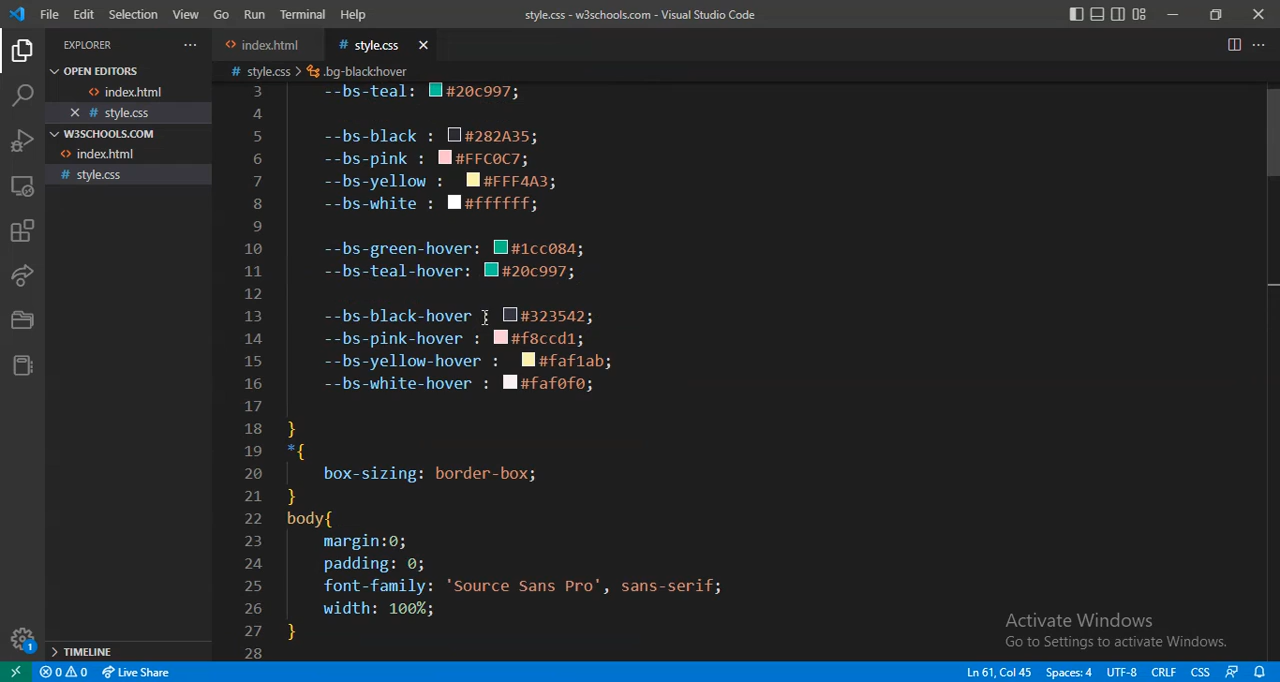 File Edit Selection View Go Run Terminal Help style.css - w3schools.com - Visual Studio Code
EXPLORER
OPEN EDITORS
index.html
style.css
W3SCHOOLS.COM
index.html
style.css
TIMELINE
index.html
style.css
style.css > .bg-black:hover
3 --bs-teal: #20c997;
4
5 --bs-black : #282A35;
6 --bs-pink : #FFC0C7;
7 --bs-yellow : #FFF4A3;
8 --bs-white : #ffffff;
9
10 --bs-green-hover: #1cc084;
11 --bs-teal-hover: #20c997;
12
13 --bs-black-hover : #323542;
14 --bs-pink-hover : #f8ccd1;
15 --bs-yellow-hover : #faf1ab;
16 --bs-white-hover : #faf0f0;
17
18 }
19 *{
20 box-sizing: border-box;
21 }
22 body{
23 margin:0;
24 padding: 0;
25 font-family: 'Source Sans Pro', sans-serif;
26 width: 100%;
27 }
28
Activate Windows
Go to Settings to activate Windows.
1
0 0 Live Share Ln 61, Col 45 Spaces: 4 UTF-8 CRLF CSS